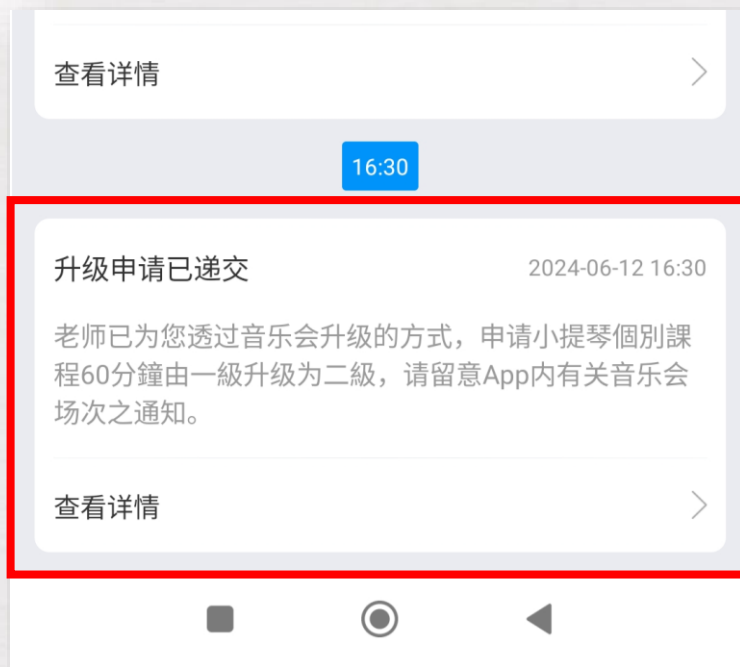 查看详情
16:30
升级申请已递交
2024-06-12 16:30
老师已为您透过音乐会升级的方式，申请小提琴個別課
程60分鐘由一級升级为二級，请留意App内有关音乐会
场次之通知。
查看详情